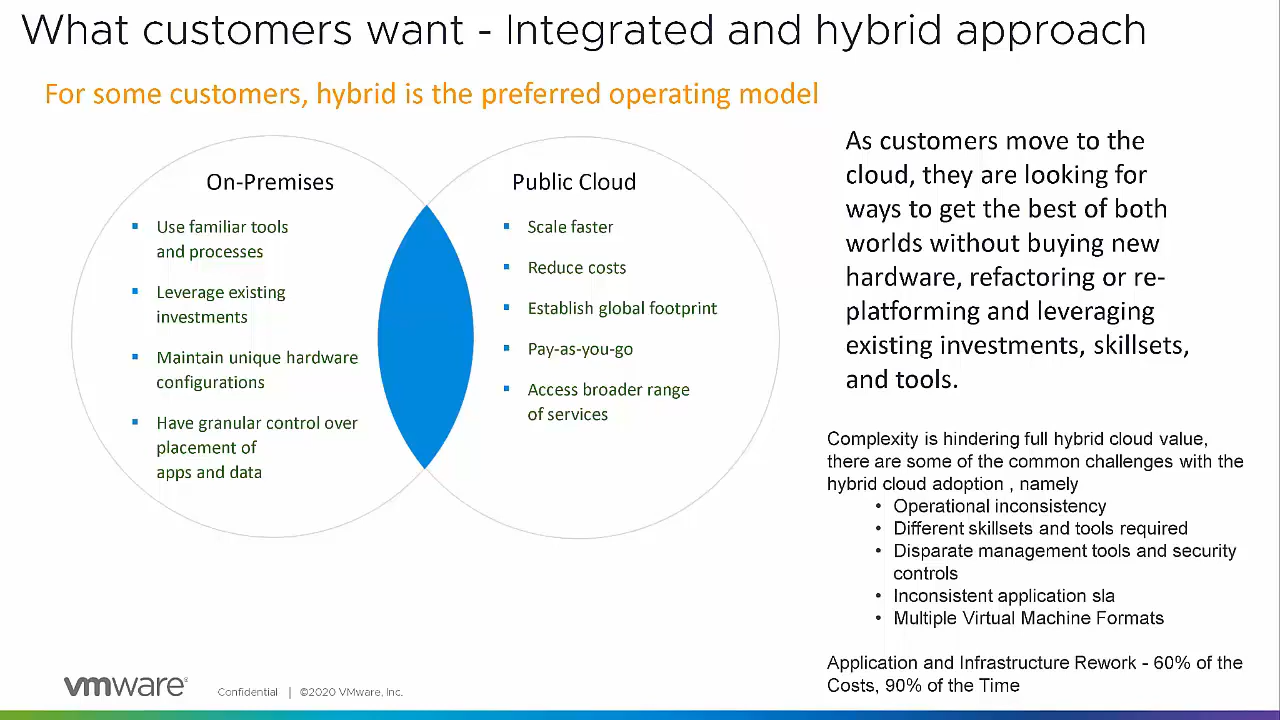 What customers want - Integrated and hybrid approach
For some customers, hybrid is the preferred operating model
On-Premises
▪ Use familiar tools
and processes
▪ Leverage existing
investments
▪ Maintain unique hardware
configurations
▪ Have granular control over
placement of
apps and data
Public Cloud
▪ Scale faster
▪ Reduce costs
▪ Establish global footprint
▪ Pay-as-you-go
▪ Access broader range
of services
As customers move to the
cloud, they are looking for
ways to get the best of both
worlds without buying new
hardware, refactoring or re-
platforming and leveraging
existing investments, skillsets,
and tools.
Complexity is hindering full hybrid cloud value,
there are some of the common challenges with the
hybrid cloud adoption , namely
• Operational inconsistency
• Different skillsets and tools required
• Disparate management tools and security
controls
• Inconsistent application sla
• Multiple Virtual Machine Formats
Application and Infrastructure Rework - 60% of the
Costs, 90% of the Time
vmware®
Confidential | ©2020 VMware, Inc.